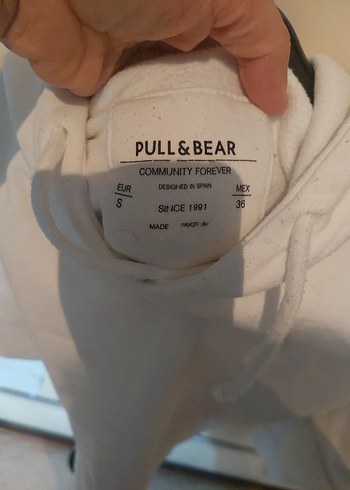 PULL&BEAR
COMMUNITY FOREVER
EUR DESIGNED IN SPAIN MEX
S SINCE 1991 36
MADE